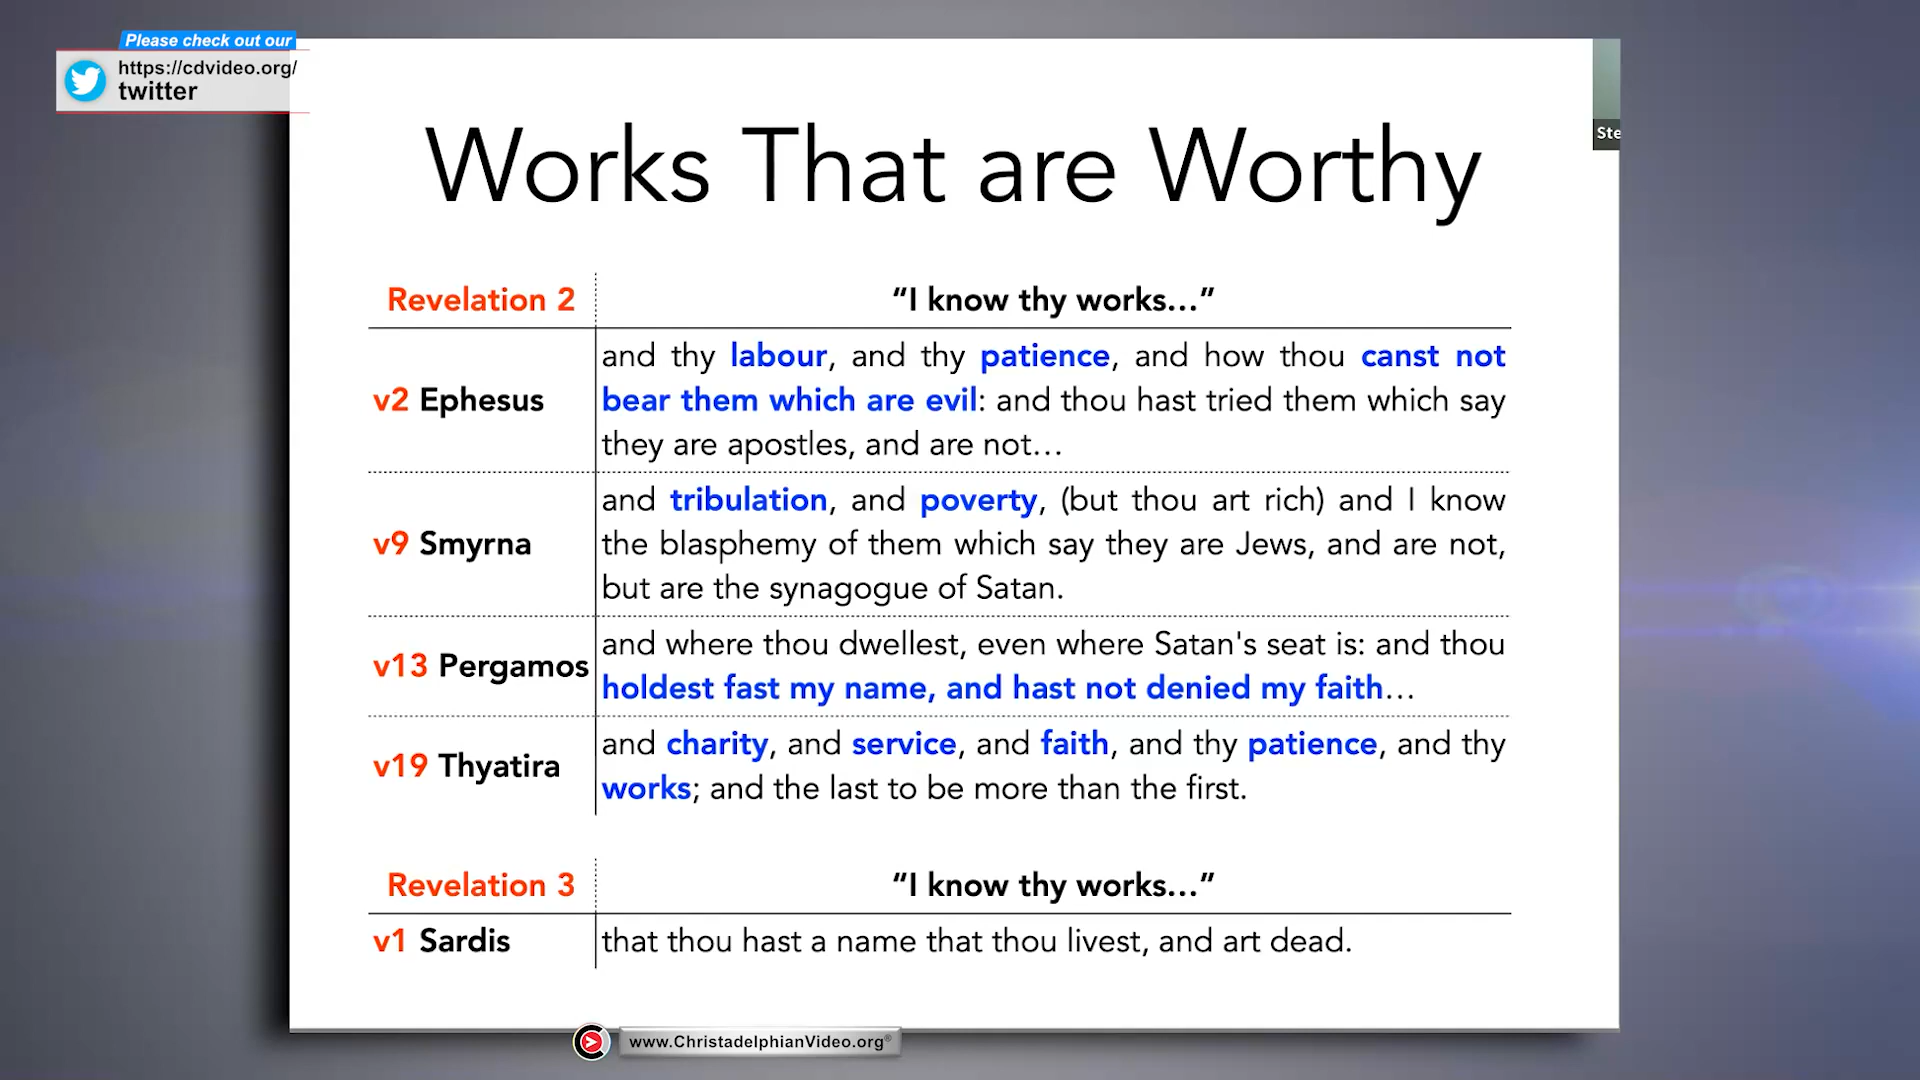 Please check out our
https://cdvideo.org/
twitter
Ste
Works That are Worthy
Revelation 2
“I know thy works…”
v2 Ephesus
and thy labour, and thy patience, and how thou canst not
bear them which are evil: and thou hast tried them which say
they are apostles, and are not…
v9 Smyrna
and tribulation, and poverty, (but thou art rich) and I know
the blasphemy of them which say they are Jews, and are not,
but are the synagogue of Satan.
v13 Pergamos
and where thou dwellest, even where Satan's seat is: and thou
holdest fast my name, and hast not denied my faith…
v19 Thyatira
and charity, and service, and faith, and thy patience, and thy
works; and the last to be more than the first.
Revelation 3
“I know thy works…”
v1 Sardis
that thou hast a name that thou livest, and art dead.
www.ChristadelphianVideo.org®